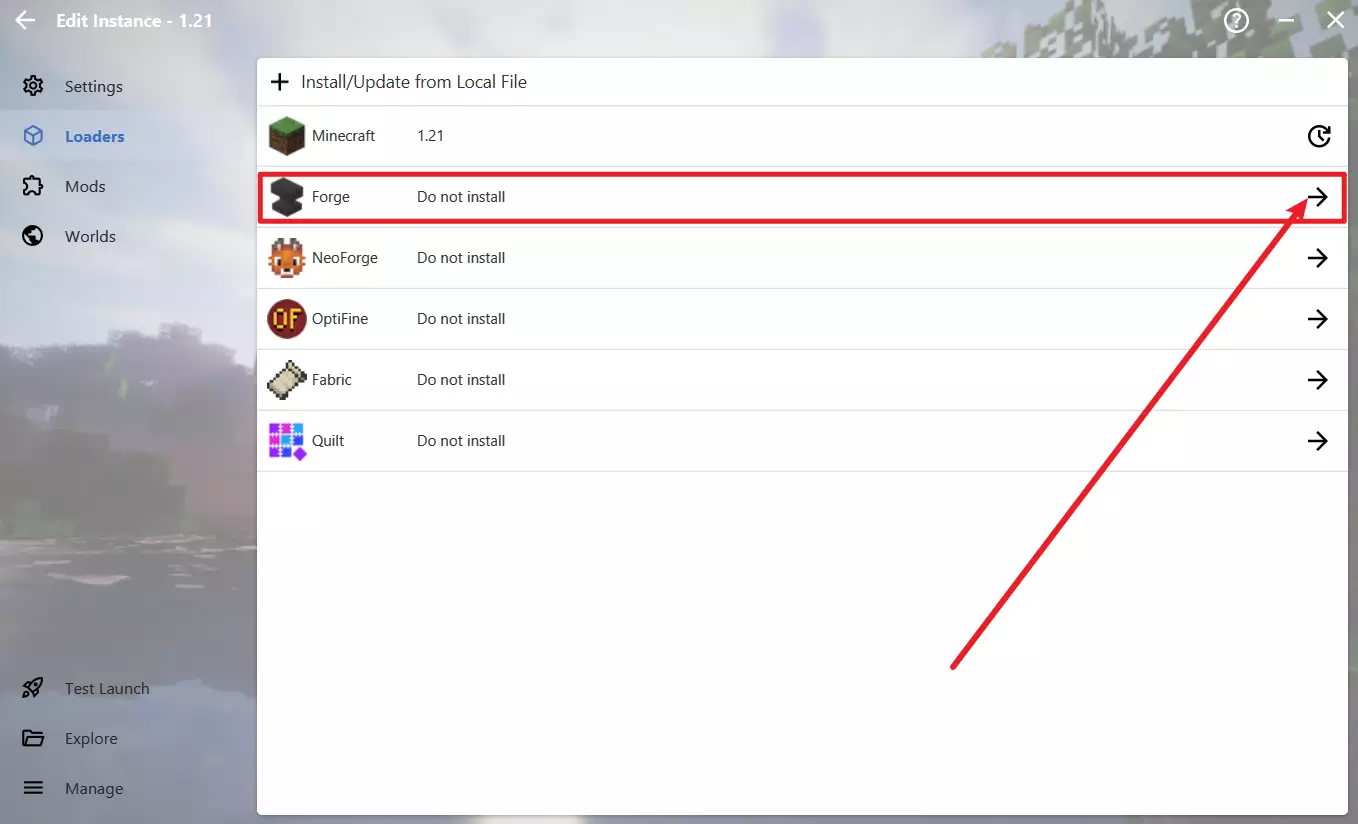 Edit Instance - 1.21
Settings
Loaders
Mods
Worlds
Install/Update from Local File
Minecraft 1.21
Forge Do not install
NeoForge Do not install
OF OptiFine Do not install
Fabric Do not install
Quilt Do not install
Test Launch
Explore
Manage